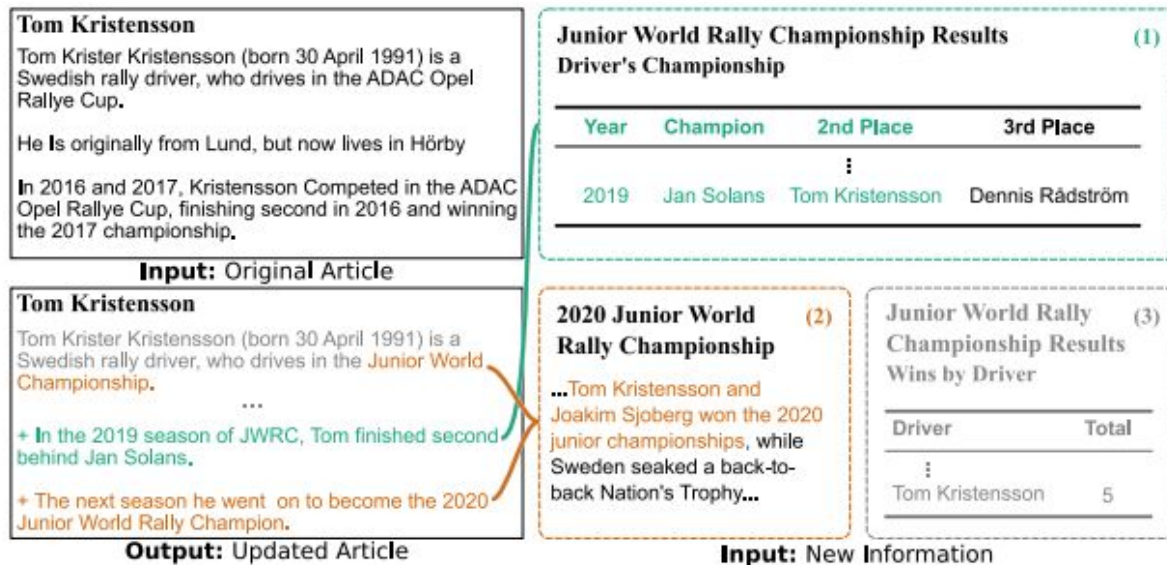 Tom Kristensson
Tom Krister Kristensson (born 30 April 1991) is a
Swedish rally driver, who drives in the ADAC Opel
Rallye Cup.
He Is originally from Lund, but now lives in Hörby
In 2016 and 2017, Kristensson Competed in the ADAC
Opel Rallye Cup, finishing second in 2016 and winning
the 2017 championship.
Input: Original Article
Junior World Rally Championship Results (1)
Driver's Championship
Year Champion 2nd Place 3rd Place
⋮
2019 Jan Solans Tom Kristensson Dennis Rådström
Tom Kristensson
Tom Krister Kristensson (born 30 April 1991) is a
Swedish rally driver, who drives in the Junior World
Championship.
...
+ In the 2019 season of JWRC, Tom finished second
behind Jan Solans.
+ The next season he went on to become the 2020
Junior World Rally Champion.
Output: Updated Article
2020 Junior World (2)
Rally Championship
...Tom Kristensson and
Joakim Sjoberg won the 2020
junior championships, while
Sweden seaked a back-to-
back Nation's Trophy...
Junior World Rally (3)
Championship Results
Wins by Driver
Driver Total
⋮
Tom Kristensson 5
Input: New Information